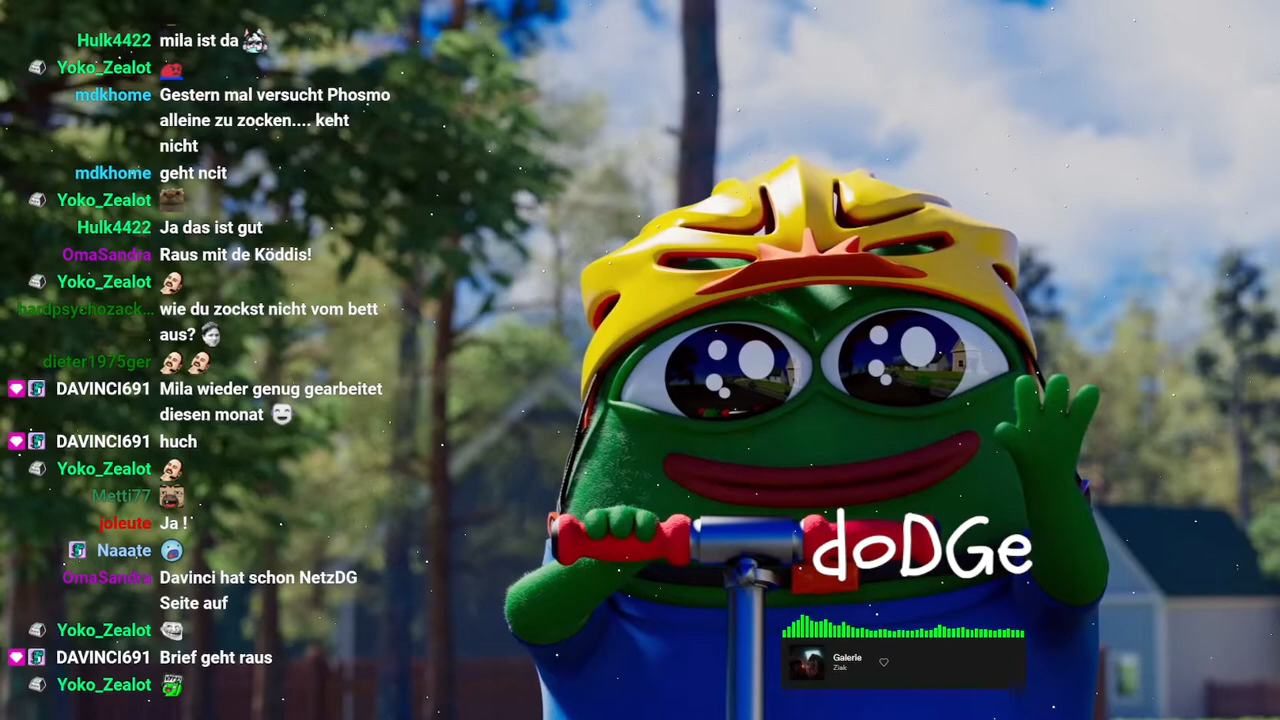 Hulk4422 mila ist da
Yoko_Zealot
mdkhome Gestern mal versucht Phosmo
alleine zu zocken.... keht
nicht
mdkhome geht ncit
Yoko_Zealot
Hulk4422 Ja das ist gut
OmaSandra Raus mit de Köddis!
Yoko_Zealot
hardpsychozack... wie du zockst nicht vom bett
aus?
dieter1975ger
DAVINCI691 Mila wieder genug gearbeitet
diesen monat
DAVINCI691 huch
Yoko_Zealot
Metti77
joleute Ja !
Naaate
OmaSandra Davinci hat schon NetzDG
Seite auf
Yoko_Zealot
DAVINCI691 Brief geht raus
Yoko_Zealot
doDGe
Galerie
Ziak